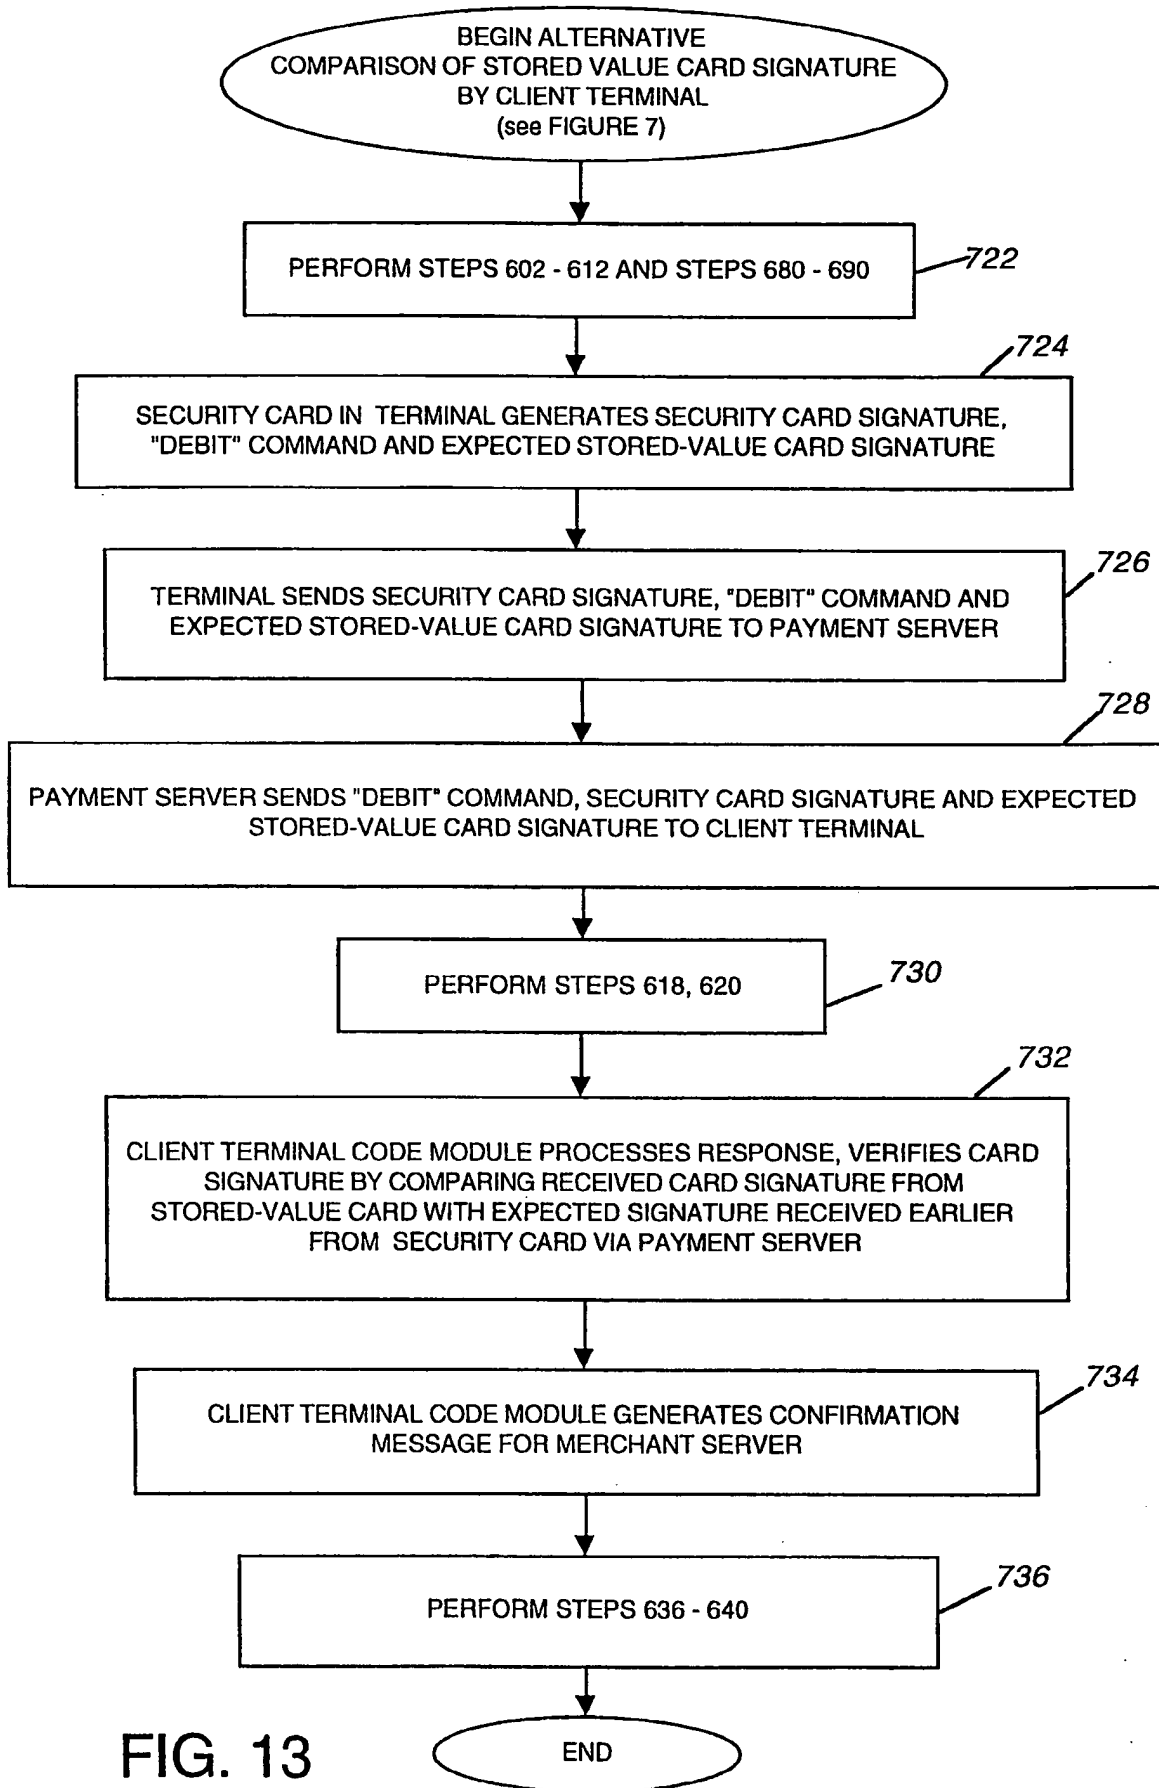 BEGIN ALTERNATIVE
COMPARISON OF STORED VALUE CARD SIGNATURE
BY CLIENT TERMINAL
(see FIGURE 7)
PERFORM STEPS 602 - 612 AND STEPS 680 - 690
722
724
SECURITY CARD IN TERMINAL GENERATES SECURITY CARD SIGNATURE,
"DEBIT" COMMAND AND EXPECTED STORED-VALUE CARD SIGNATURE
726
TERMINAL SENDS SECURITY CARD SIGNATURE, "DEBIT" COMMAND AND
EXPECTED STORED-VALUE CARD SIGNATURE TO PAYMENT SERVER
728
PAYMENT SERVER SENDS "DEBIT" COMMAND, SECURITY CARD SIGNATURE AND EXPECTED
STORED-VALUE CARD SIGNATURE TO CLIENT TERMINAL
PERFORM STEPS 618, 620
730
732
CLIENT TERMINAL CODE MODULE PROCESSES RESPONSE, VERIFIES CARD
SIGNATURE BY COMPARING RECEIVED CARD SIGNATURE FROM
STORED-VALUE CARD WITH EXPECTED SIGNATURE RECEIVED EARLIER
FROM SECURITY CARD VIA PAYMENT SERVER
734
CLIENT TERMINAL CODE MODULE GENERATES CONFIRMATION
MESSAGE FOR MERCHANT SERVER
736
PERFORM STEPS 636 - 640
END
FIG. 13